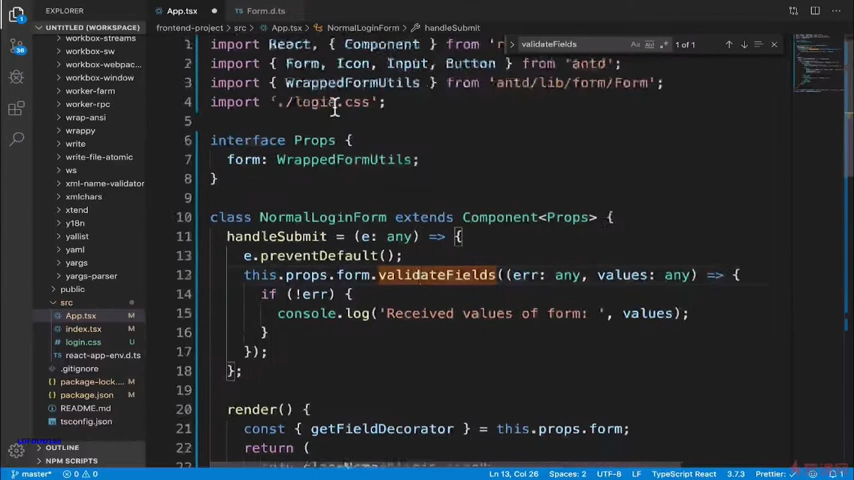 EXPLORER
App.tsx
Form.d.ts
UNTITLED (WORKSPACE)
frontend-project > src > App.tsx > NormalLoginForm > handleSubmit
workbox-streams
workbox-sw
workbox-window
worker-farm
worker-rpc
wrap-ansi
wrappy
write
write-file-atomic
ws
xml-name-validator
xmlchars
xtend
y18n
yallist
yaml
yargs
yargs-parser
public
src
App.tsx M
index.tsx M
login.css U
react-app-env.d.ts
.gitignore
package-lock... M
package.json M
README.md
tsconfig.json
OUTLINE
NPM SCRIPTS
validateFields Aa 1 of 1
1 import React, { Component } from 'r
2 import { Form, Icon, Input, Button } from 'antd';
3 import { WrappedFormUtils } from 'antd/lib/form/Form';
4 import './login.css';
5
6 interface Props {
7 form: WrappedFormUtils;
8 }
9
10 class NormalLoginForm extends Component<Props> {
11 handleSubmit = (e: any) => {
12 e.preventDefault();
13 this.props.form.validateFields((err: any, values: any) => {
14 if (!err) {
15 console.log('Received values of form: ', values);
16 }
17 });
18 };
19
20 render() {
21 const { getFieldDecorator } = this.props.form;
22 return (
master* 0 0
Ln 13, Col 26 Spaces: 2 UTF-8 LF TypeScript React 3.7.3 Prettier: ✓ 1